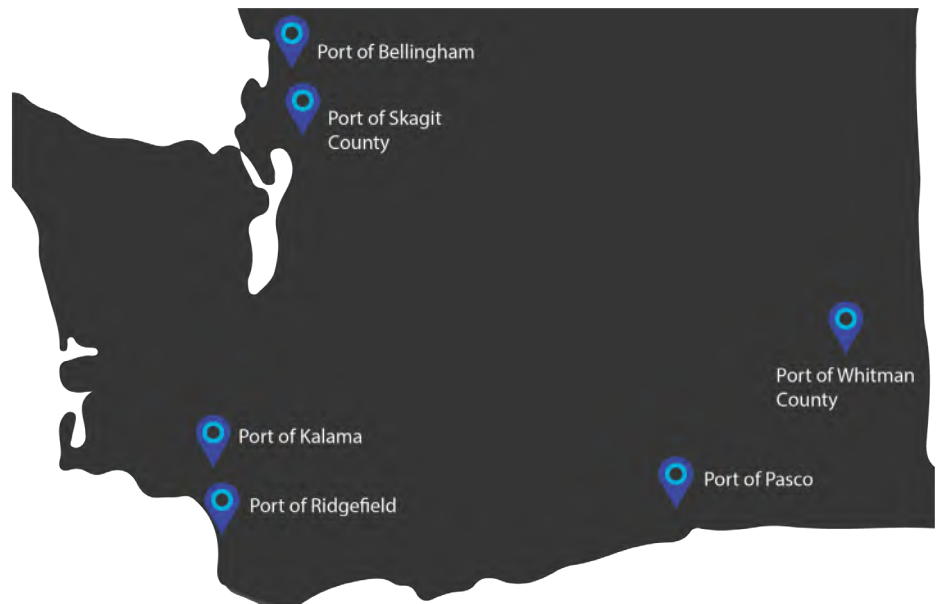 Port of Bellingham
Port of Skagit
County
Port of Whitman
County
Port of Kalama
Port of Pasco
Port of Ridgefield